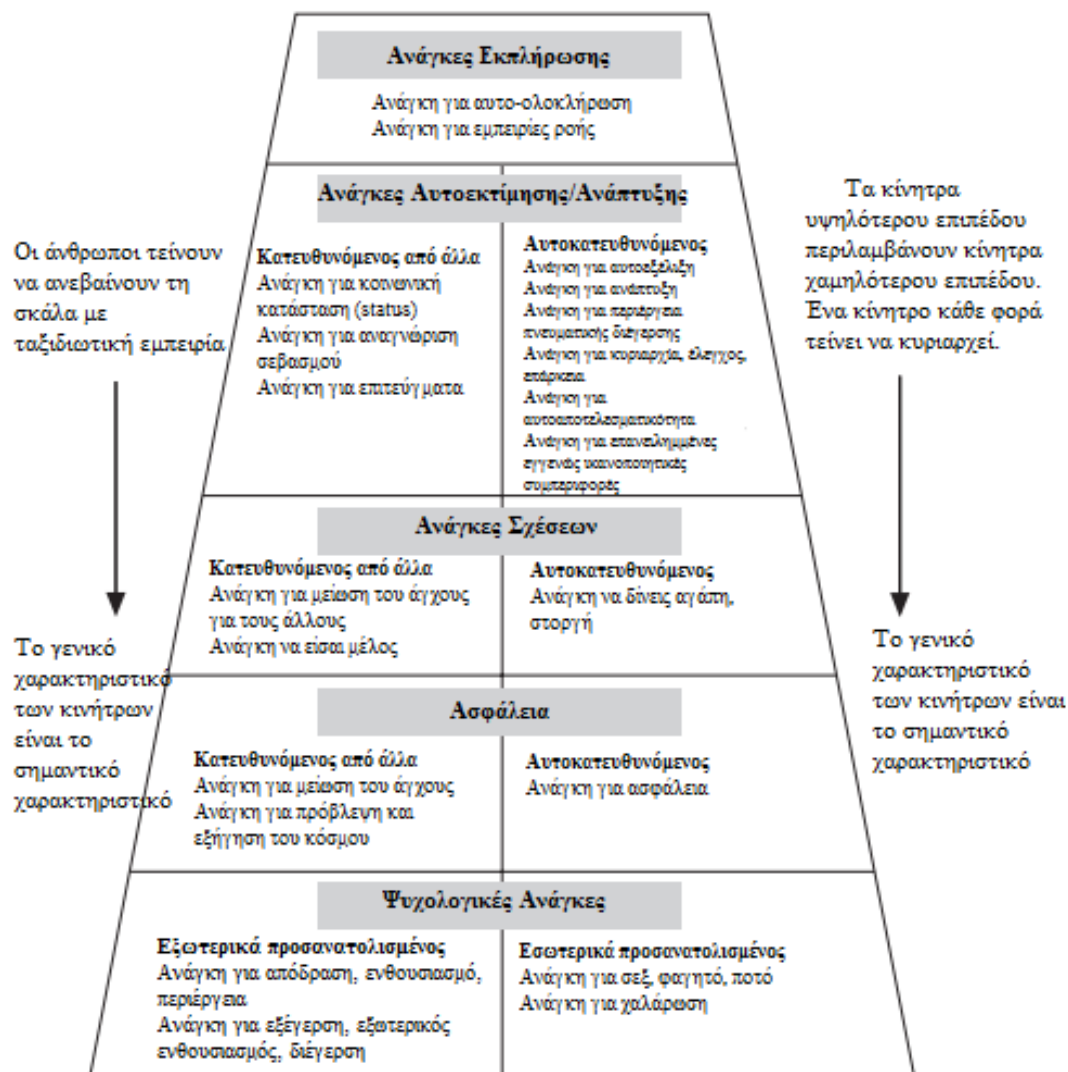 Ανάγκες Εκπλήρωσης
Ανάγκη για αυτο-ολοκλήρωση
Ανάγκη για εμπειρίες ροής
Οι άνθρωποι τείνουν
να ανεβαίνουν τη
σκάλα με
ταξιδιωτική εμπειρία
Ανάγκες Αυτοεκτίμησης/Ανάπτυξης
Κατευθυνόμενος από άλλα
Ανάγκη για κοινωνική
κατάσταση (status)
Ανάγκη για αναγνώριση
σεβασμού
Ανάγκη για επιτεύγματα
Αυτοκατευθυνόμενος
Ανάγκη για αυτοεξέλιξη
Ανάγκη για ανάπτυξη
Ανάγκη για περιέργεια
πνευματικής διέγερσης
Ανάγκη για κυριαρχία, έλεγχος,
επάρκεια
Ανάγκη για
αυτοαποτελεσματικότητα
Ανάγκη για επανειλημμένες
εγγενώς ικανοποιητικές
συμπεριφορές
Τα κίνητρα
υψηλότερου επιπέδου
περιλαμβάνουν κίνητρα
χαμηλότερου επιπέδου.
Ένα κίνητρο κάθε φορά
τείνει να κυριαρχεί.
Ανάγκες Σχέσεων
Κατευθυνόμενος από άλλα
Ανάγκη για μείωση του άγχους
για τους άλλους
Ανάγκη να είσαι μέλος
Αυτοκατευθυνόμενος
Ανάγκη να δίνεις αγάπη,
στοργή
Το γενικό
χαρακτηριστικό
των κινήτρων
είναι το
σημαντικό
χαρακτηριστικό
Το γενικό
χαρακτηριστικό
των κινήτρων είναι
το σημαντικό
χαρακτηριστικό
Ασφάλεια
Κατευθυνόμενος από άλλα
Ανάγκη για μείωση του άγχους
Ανάγκη για πρόβλεψη και
εξήγηση του κόσμου
Αυτοκατευθυνόμενος
Ανάγκη για ασφάλεια
Ψυχολογικές Ανάγκες
Εξωτερικά προσανατολισμένος
Ανάγκη για απόδραση, ενθουσιασμό,
περιέργεια
Ανάγκη για εξέγερση, εξωτερικός
ενθουσιασμός, διέγερση
Εσωτερικά προσανατολισμένος
Ανάγκη για σεξ, φαγητό, ποτό
Ανάγκη για χαλάρωση